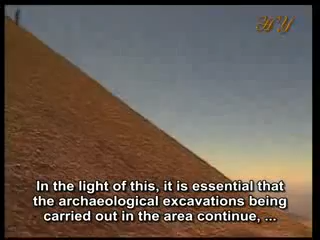 HY
In the light of this, it is essential that
the archaeological excavations being
carried out in the area continue, ...